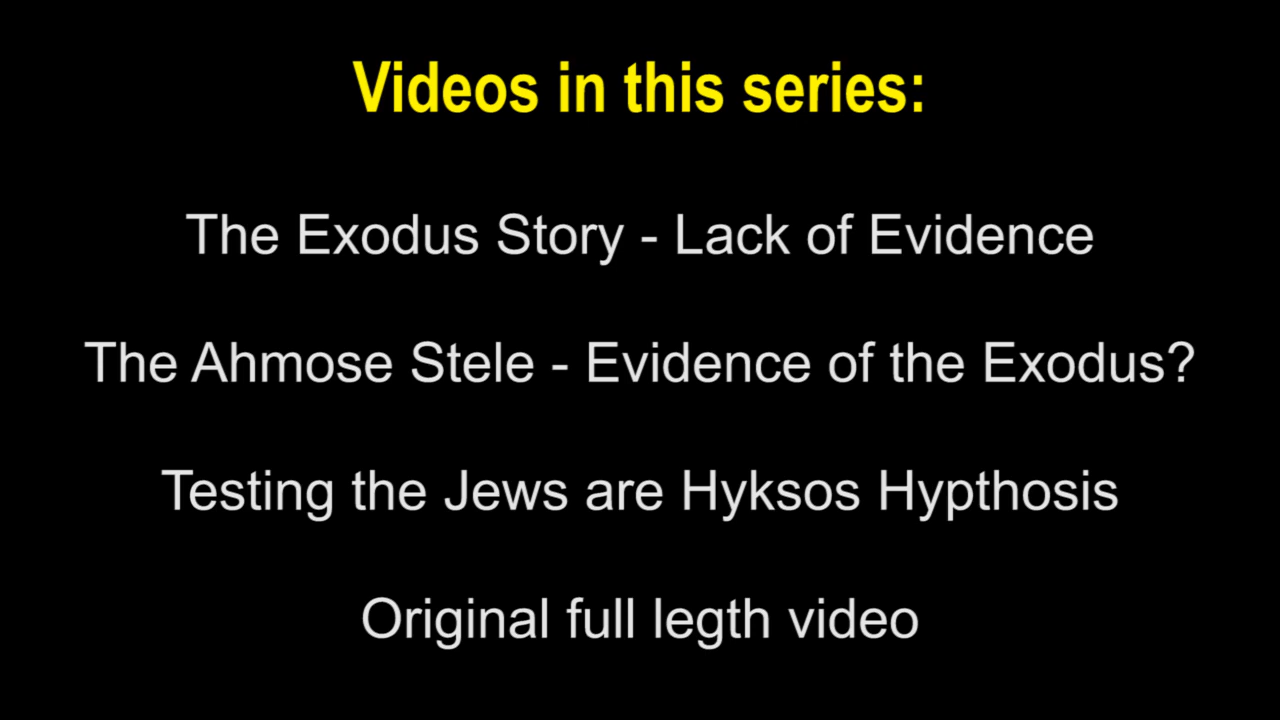 Videos in this series:
The Exodus Story - Lack of Evidence
The Ahmose Stele - Evidence of the Exodus?
Testing the Jews are Hyksos Hypthosis
Original full legth video